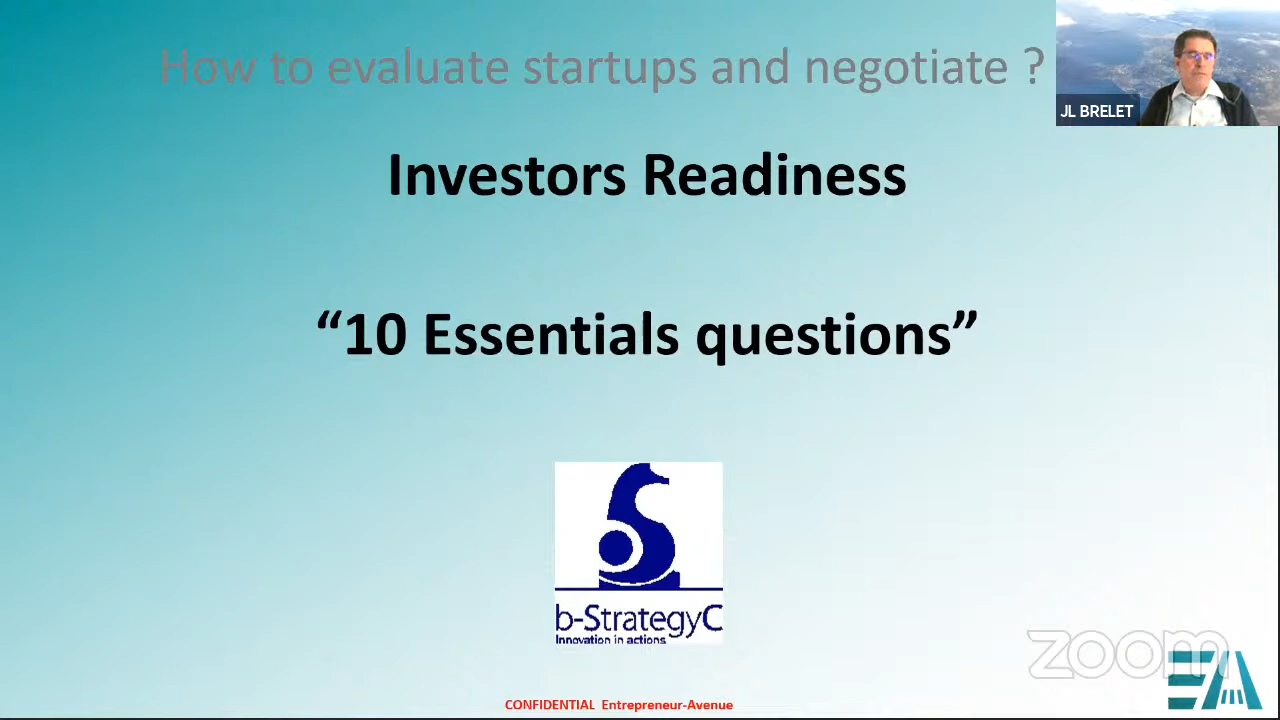 How to evaluate startups and negotiate ?
JL BRELET
Investors Readiness
“10 Essentials questions”
b-StrategyC
Innovation in actions
zoom
EA
CONFIDENTIAL Entrepreneur-Avenue